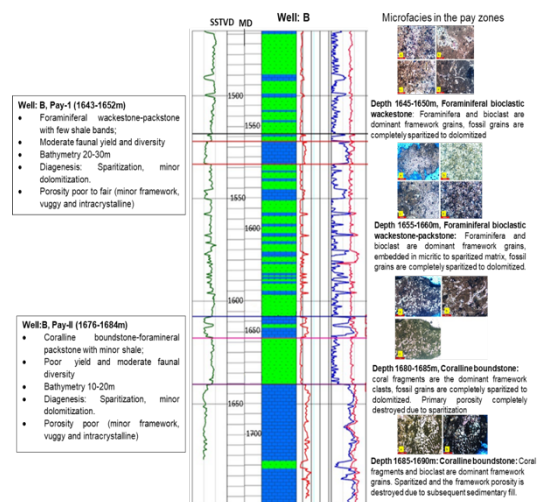 Well: B
Microfacies in the pay zones
SSTVD MD
1500
1550
1550
1600
1600
1650
1650
1700
Well: B, Pay-1 (1643-1652m)
• Foraminiferal wackestone-packstone
with few shale bands;
• Moderate faunal yield and diversity
• Bathymetry 20-30m
• Diagenesis: Sparitization, minor
dolomitization.
• Porosity poor to fair (minor framework,
vuggy and intracrystalline)
Well:B, Pay-II (1676-1684m)
• Coralline boundstone-foramineral
packstone with minor shale;
• Poor yield and moderate faunal
diversity
• Bathymetry 10-20m
• Diagenesis: Sparitization, minor
dolomitization.
• Porosity poor (minor framework,
vuggy and intracrystalline)
Depth 1645-1650m, Foraminiferal bioclastic
wackestone: Foraminifera and bioclast are
dominant framework grains, fossil grains are
completely sparitized to dolomitized
Depth 1655-1660m, Foraminiferal bioclastic
wackestone-packstone: Foraminifera and
bioclast are dominant framework grains,
embedded in micritic to sparitized matrix, fossil
grains are completely sparitized to dolomitized.
Depth 1680-1685m, Coralline boundstone:
coral fragments are the dominant framework
clasts, fossil grains are completely sparitized to
dolomitized. Primary porosity completely
destroyed due to sparitization
Depth 1685-1690m: Coralline boundstone: Coral
fragments and bioclast are dominant framework
grains. Sparitized and the framework porosity is
destroyed due to subsequent sedimentary fill.